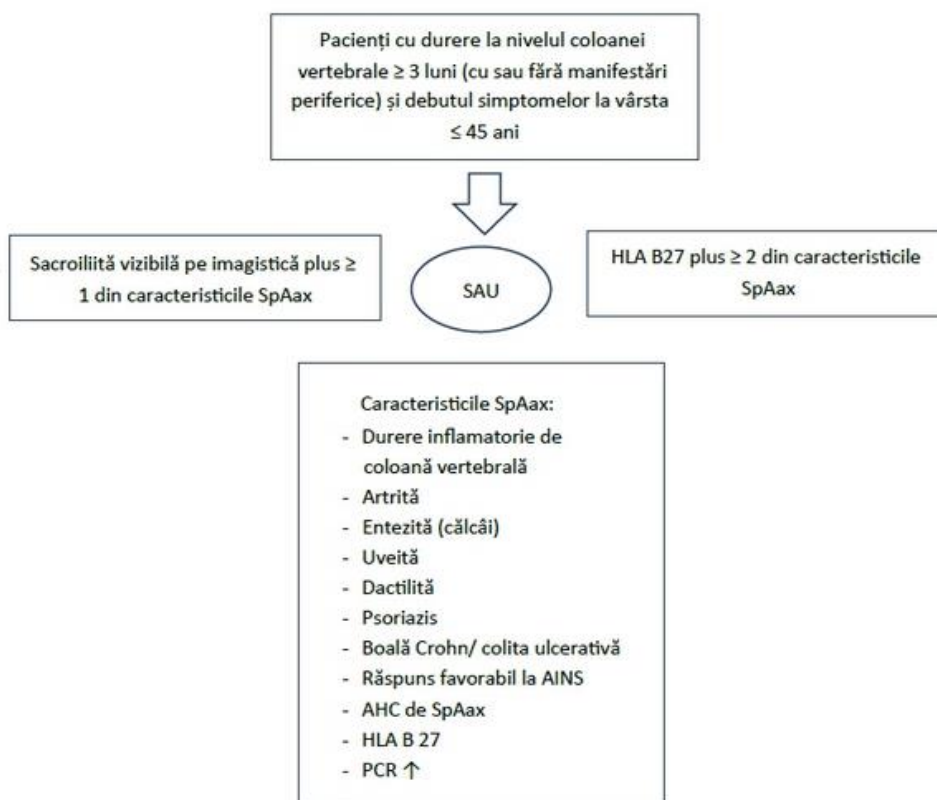 Pacienți cu durere la nivelul coloanei
vertebrale ≥ 3 luni (cu sau fără manifestări
periferice) și debutul simptomelor la vârsta
≤ 45 ani
Sacroiliită vizibilă pe imagistică plus ≥
1 din caracteristicile SpAax
SAU
HLA B27 plus ≥ 2 din caracteristicile
SpAax
Caracteristicile SpAax:
- Durere inflamatorie de
coloană vertebrală
- Artrită
- Entezită (călcâi)
- Uveită
- Dactilită
- Psoriazis
- Boală Crohn/ colita ulcerativă
- Răspuns favorabil la AINS
- AHC de SpAax
- HLA B 27
- PCR ↑